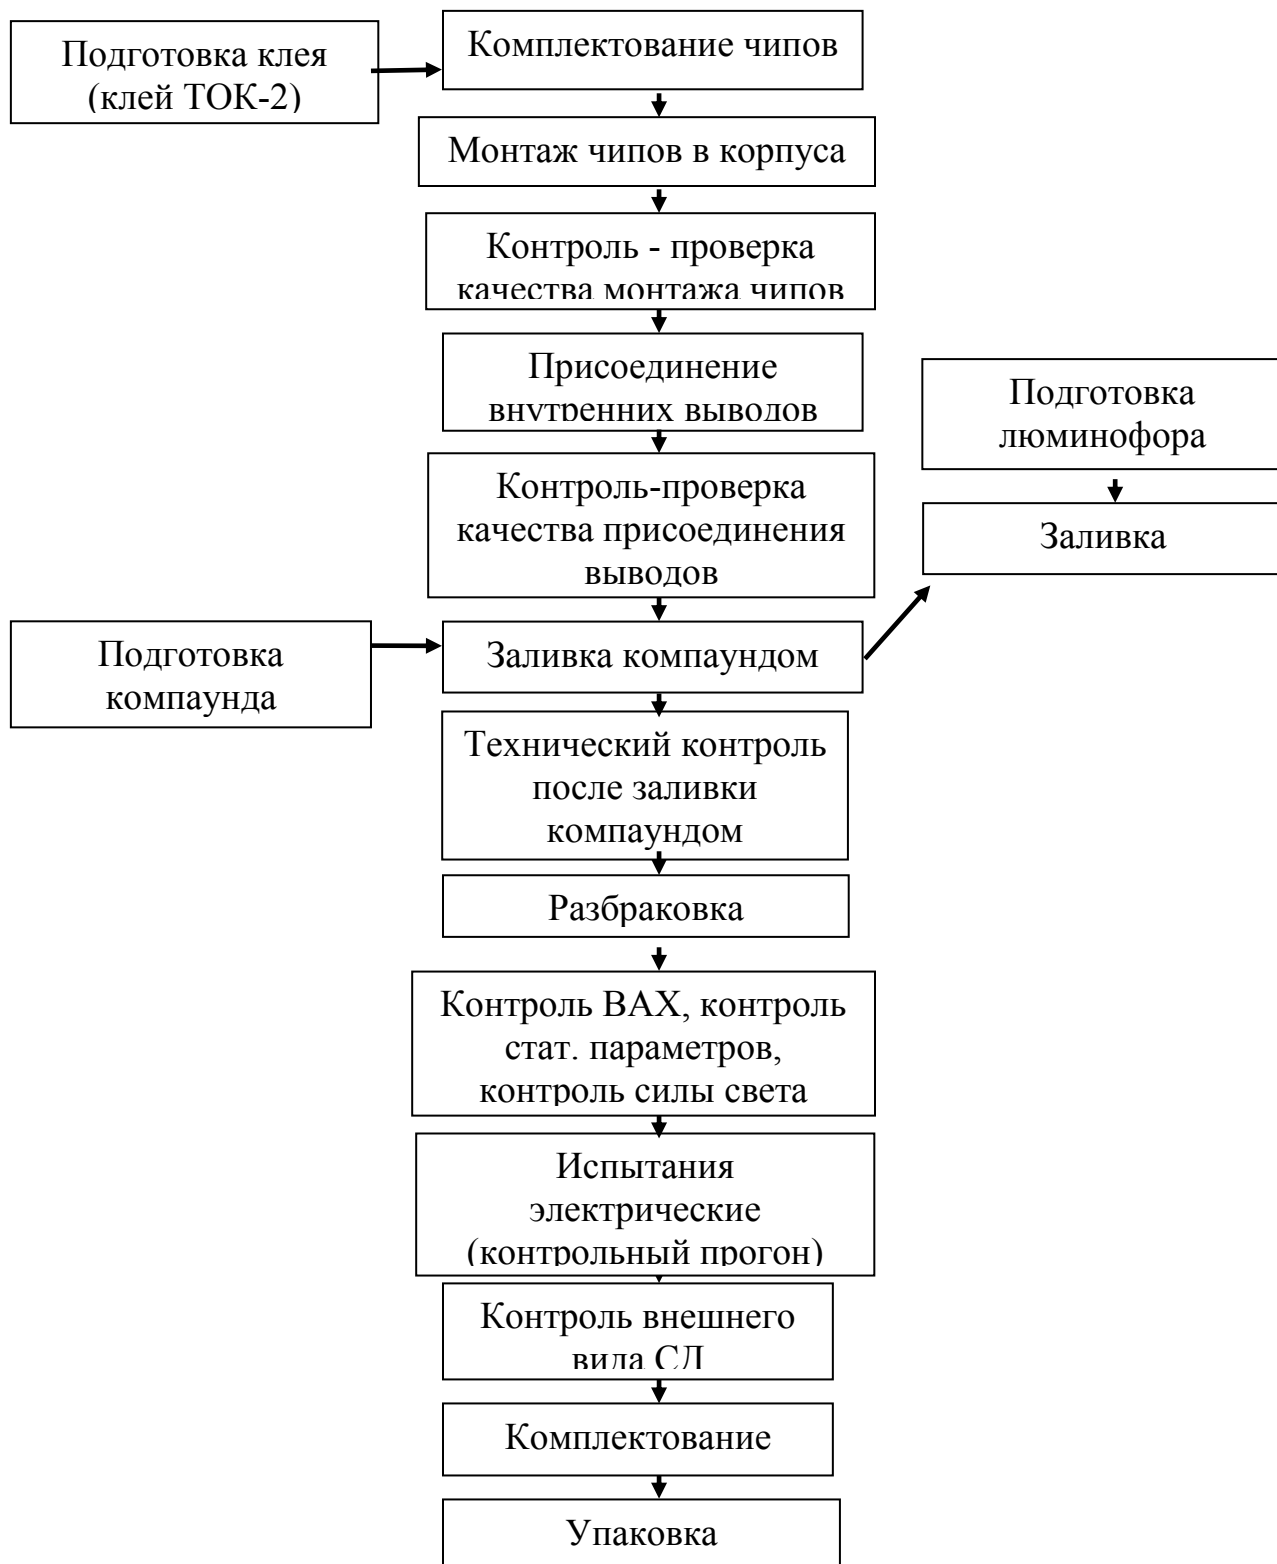 Подготовка клея
(клей ТОК-2)
Комплектование чипов
Монтаж чипов в корпуса
Контроль - проверка
качества монтажа чипов
Присоединение
внутренних выводов
Подготовка
люминофора
Контроль-проверка
качества присоединения
выводов
Заливка
Подготовка
компаунда
Заливка компаундом
Технический контроль
после заливки
компаундом
Разбраковка
Контроль ВАХ, контроль
стат. параметров,
контроль силы света
Испытания
электрические
(контрольный прогон)
Контроль внешнего
вида СД
Комплектование
Упаковка